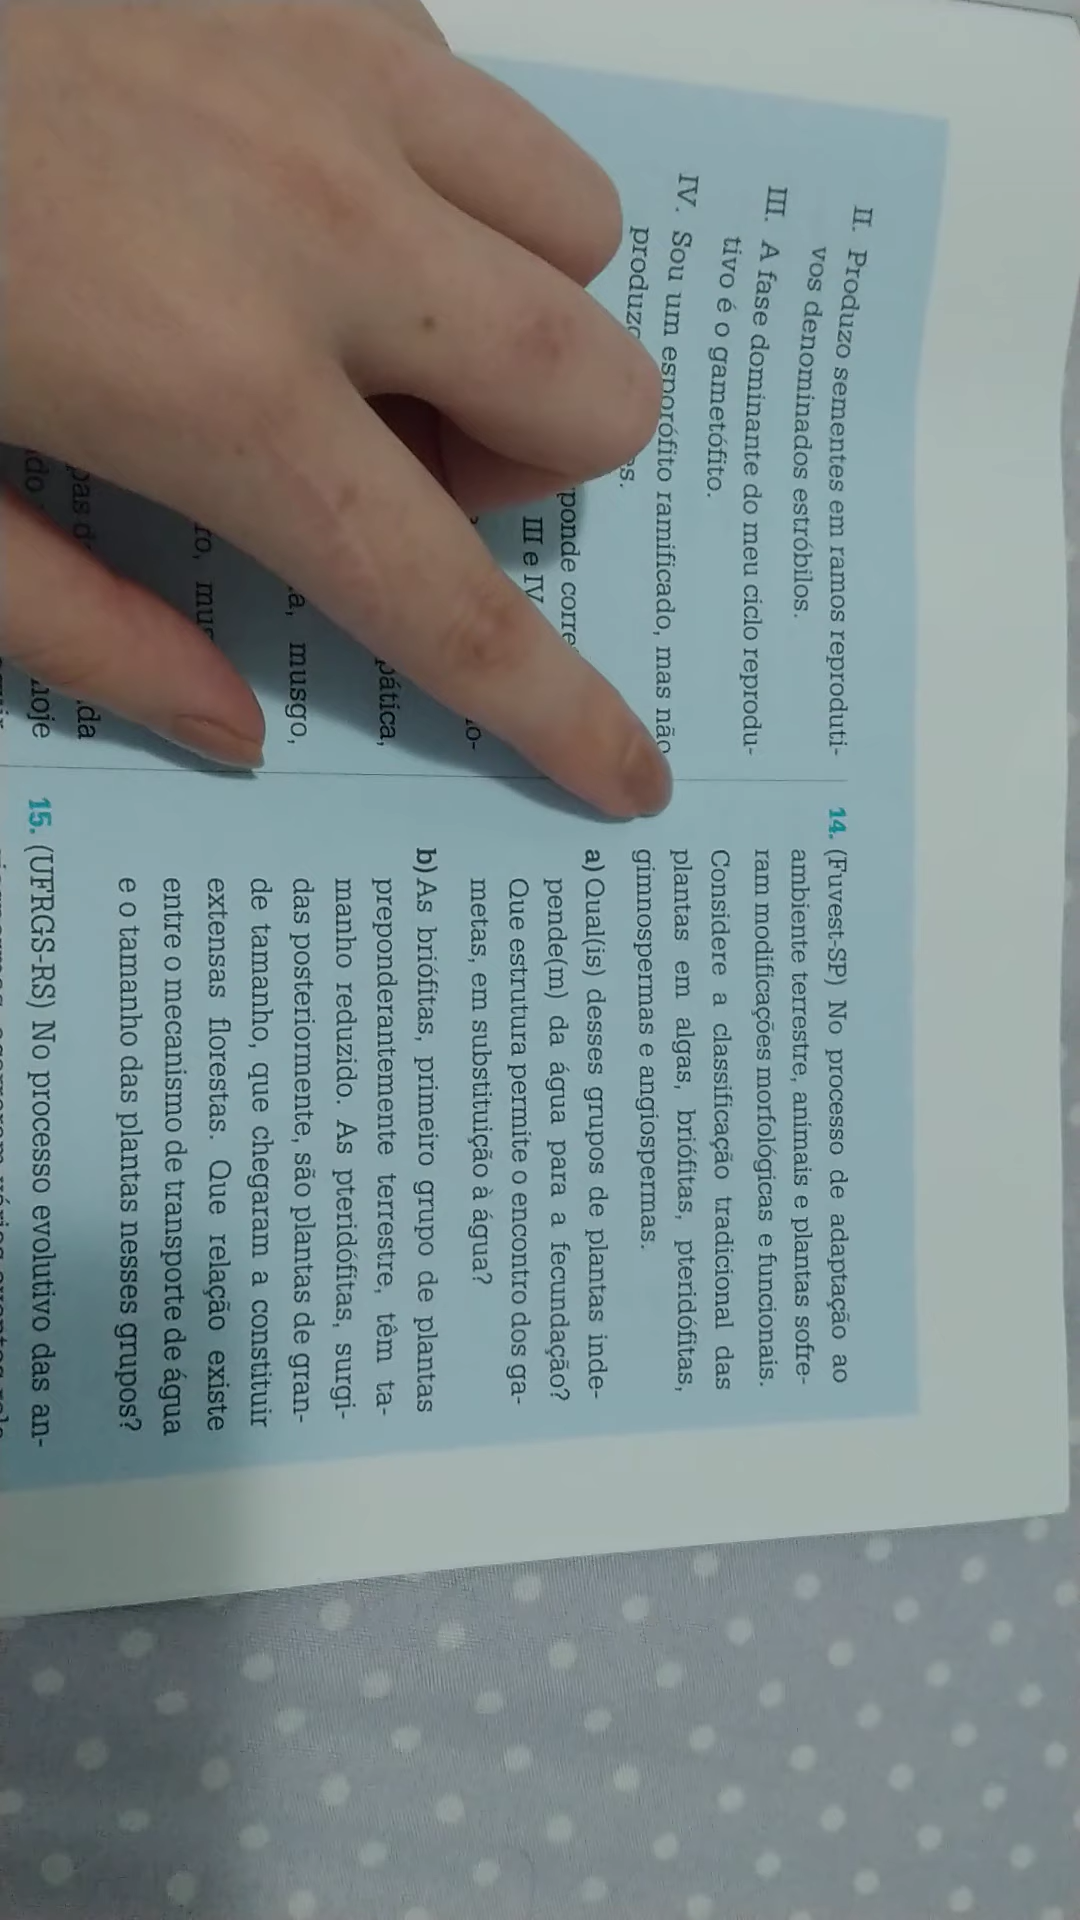 II. Produzo sementes em ramos reproduti-
vos denominados estróbilos.
III. A fase dominante do meu ciclo reprodu-
tivo é o gametófito.
IV. Sou um esporófito ramificado, mas não
III e IV
pática,
musgo,
hoje
14. (Fuvest-SP) No processo de adaptação ao
ambiente terrestre, animais e plantas sofre-
ram modificações morfológicas e funcionais.
Considere a classificação tradicional das
plantas em algas, briófitas, pteridófitas,
gimnospermas e angiospermas.
a) Qual(is) desses grupos de plantas inde-
pende(m) da água para a fecundação?
Que estrutura permite o encontro dos ga-
metas, em substituição à água?
b) As briófitas, primeiro grupo de plantas
preponderantemente terrestre, têm ta-
manho reduzido. As pteridófitas, surgi-
das posteriormente, são plantas de gran-
de tamanho, que chegaram a constituir
extensas florestas. Que relação existe
entre o mecanismo de transporte de água
e o tamanho das plantas nesses grupos?
15. (UFRGS-RS) No processo evolutivo das an-